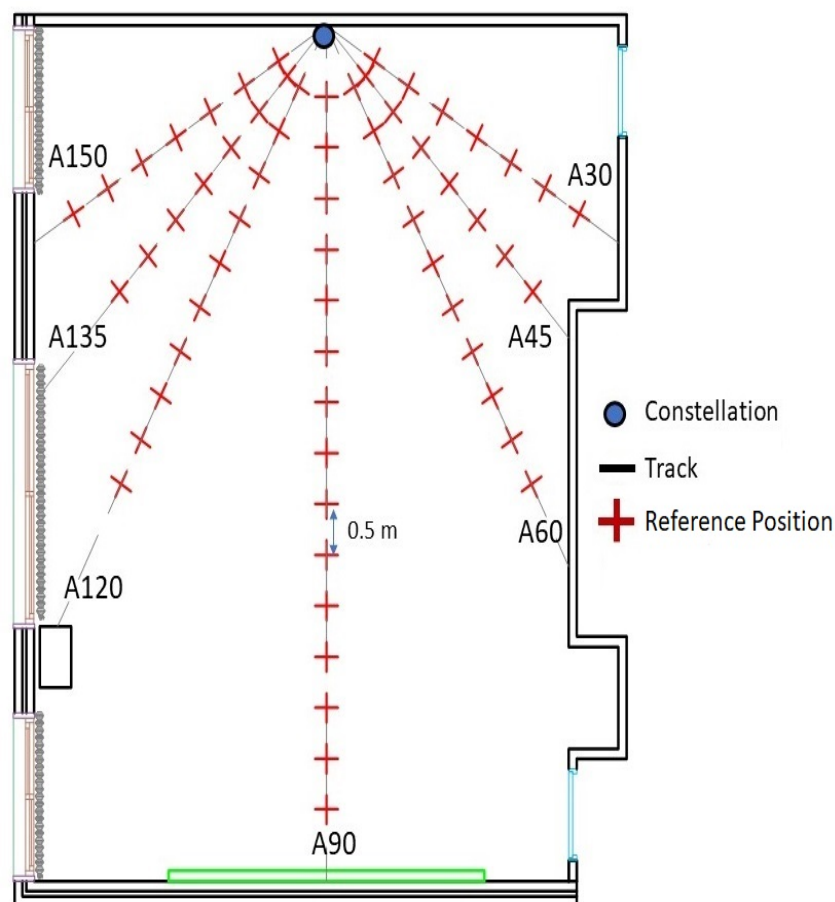 A150
A30
A135
A45
Constellation
Track
Reference Position
0.5 m
A60
A120
A90